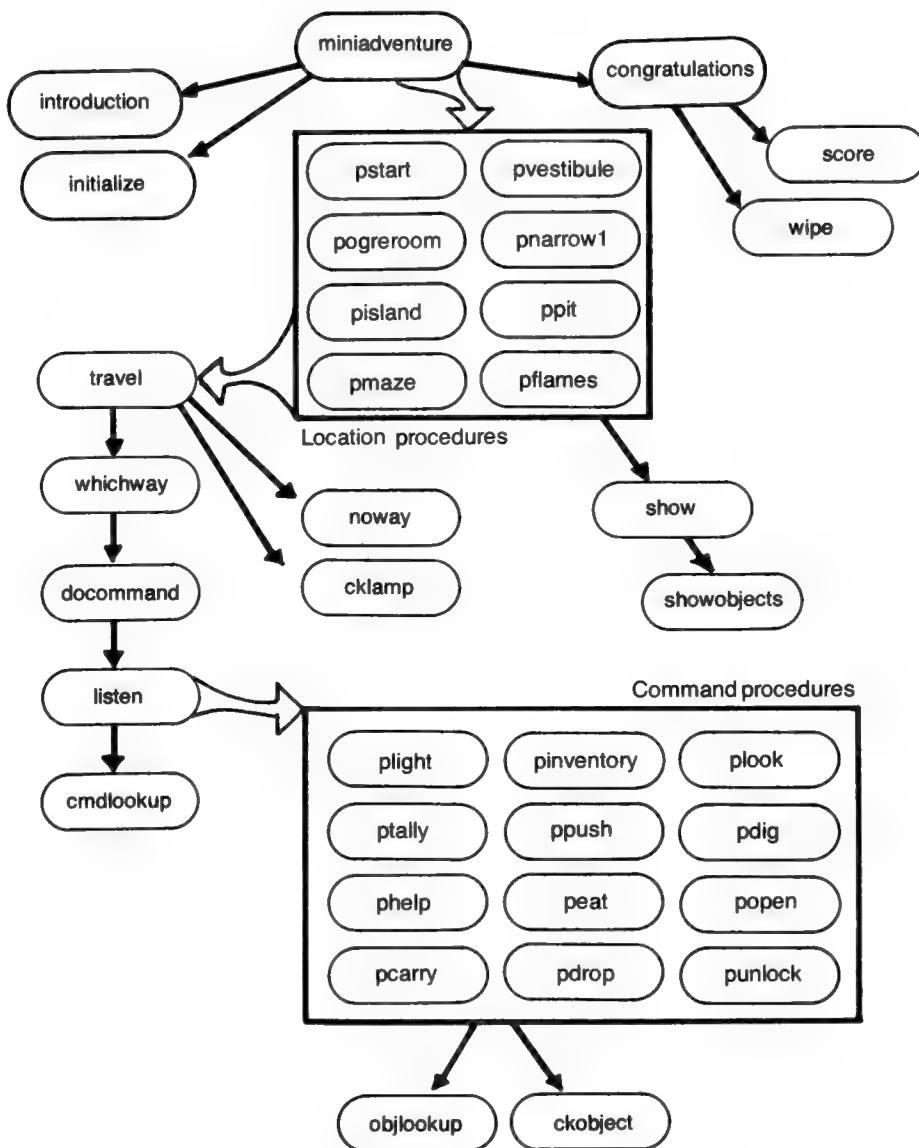 miniadventure
congratulations
introduction
initialize
score
wipe
pstart
pvestibule
pogreroom
pnarrow1
pisland
ppit
pmaze
pflames
Location procedures
travel
whichway
docommand
listen
cmdlookup
noway
cklamp
show
showobjects
Command procedures
plight
pinventory
plook
ptally
ppush
pdig
phelp
peat
popen
pcarry
pdrop
punlock
objlookup
ckobject